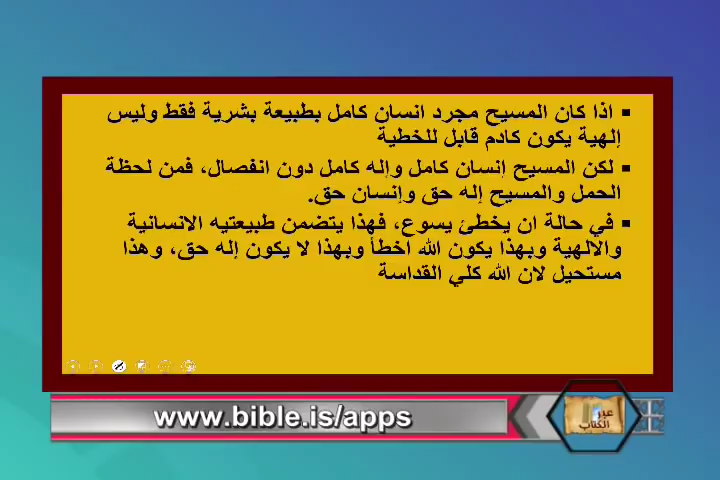 ▪ اذا كان المسيح مجرد انسان كامل بطبيعة بشرية فقط وليس
إلهية يكون كادم قابل للخطية
▪ لكن المسيح إنسان كامل وإله كامل دون انفصال، فمن لحظة
الحمل والمسيح إله حق وإنسان حق.
▪ في حالة ان يخطئ يسوع، فهذا يتضمن طبيعتيه الانسانية
والالهية وبهذا يكون الله اخطأ وبهذا لا يكون إله حق، وهذا
مستحيل لان الله كلي القداسة
www.bible.is/apps
عبر
الكتاب